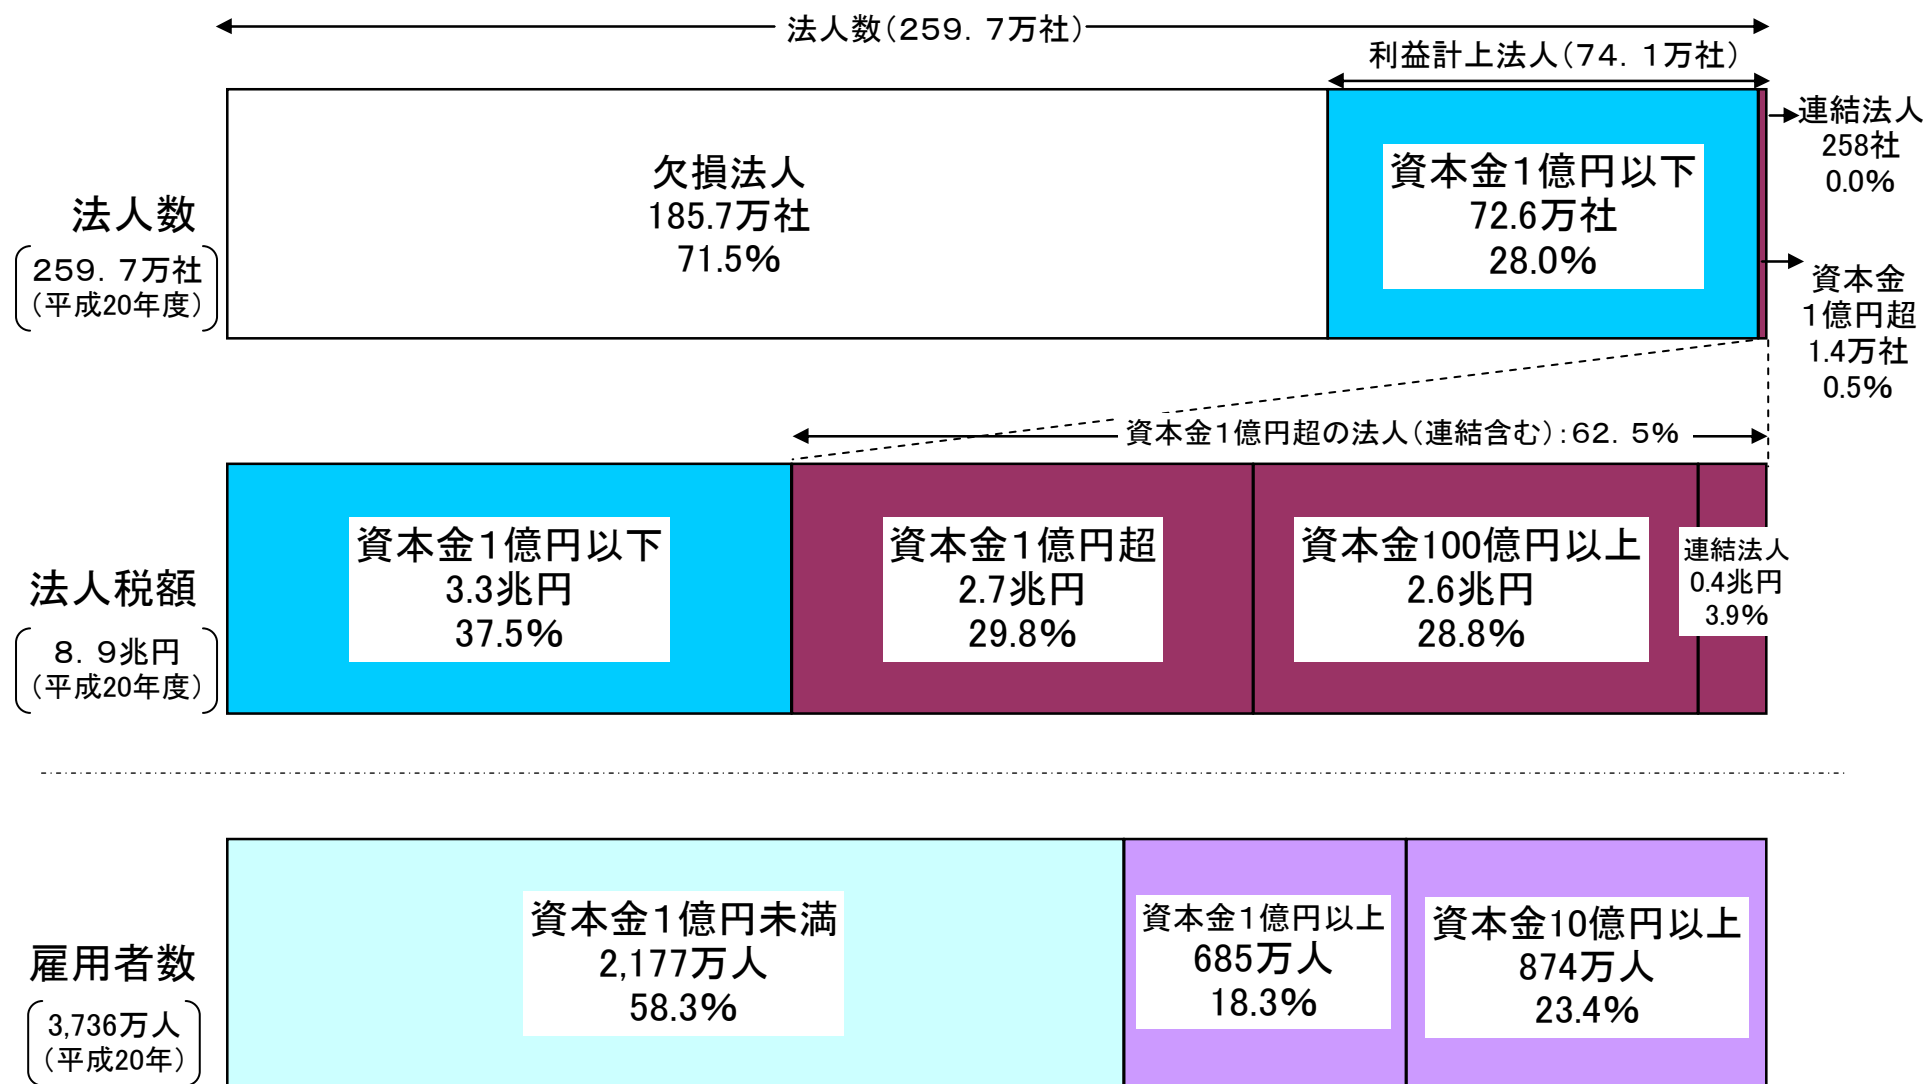 法人数(259. 7万社)
利益計上法人(74. 1万社)
法人数
259. 7万社
(平成20年度)
欠損法人
185.7万社
71.5%
資本金1億円以下
72.6万社
28.0%
連結法人
258社
0.0%
資本金
1億円超
1.4万社
0.5%
資本金1億円超の法人(連結含む):62. 5%
法人税額
8. 9兆円
(平成20年度)
資本金1億円以下
3.3兆円
37.5%
資本金1億円超
2.7兆円
29.8%
資本金100億円以上
2.6兆円
28.8%
連結法人
0.4兆円
3.9%
雇用者数
3,736万人
(平成20年)
資本金1億円未満
2,177万人
58.3%
資本金1億円以上
685万人
18.3%
資本金10億円以上
874万人
23.4%